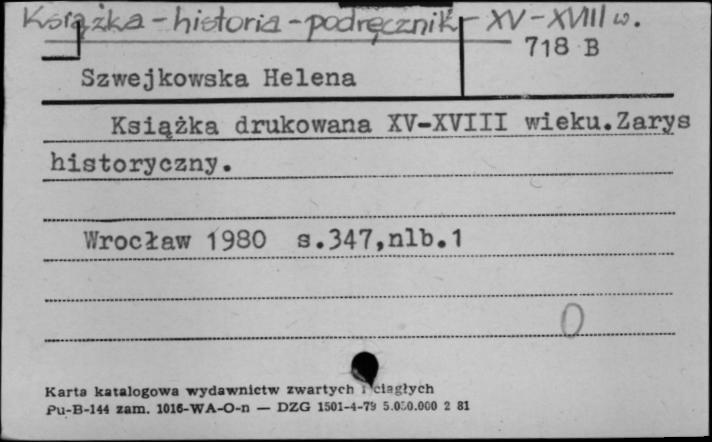 Książka - historia - podręcznik - XV - XVIII w.
718 B
Szwejkowska Helena
Książka drukowana XV-XVIII wieku.Zarys
historyczny.
Wrocław 1980 s.347,nlb.1
0
Karta katalogowa wydawnictw zwartych i ciągłych
Pu-B-144 zam. 1016-WA-O-n — DZG 1501-4-79 5.000.000 2 81